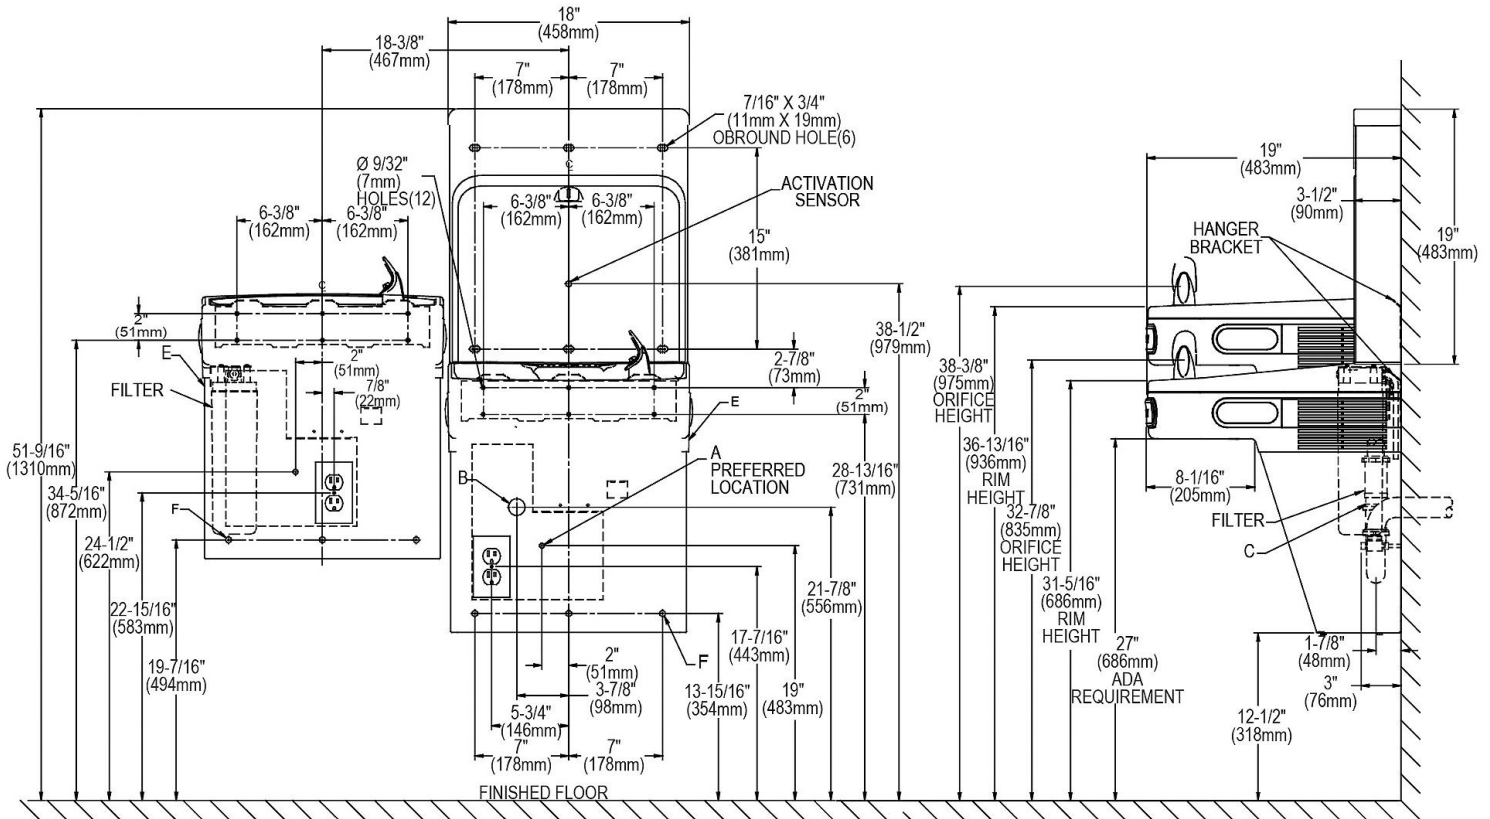 18"
(458mm)
18-3/8"
(467mm)
7"
(178mm)
7"
(178mm)
7/16" X 3/4"
(11mm X 19mm)
OBROUND HOLE(6)
Ø 9/32"
(7mm)
HOLES(12)
ACTIVATION
SENSOR
6-3/8"
(162mm)
6-3/8"
(162mm)
6-3/8"
(162mm)
6-3/8"
(162mm)
15"
(381mm)
19"
(483mm)
3-1/2"
(90mm)
HANGER
BRACKET
19"
(483mm)
C
C
2"
(51mm)
E
FILTER
2"
(51mm)
7/8"
(22mm)
38-1/2"
(979mm)
2-7/8"
(73mm)
2"
(51mm)
E
38-3/8"
(975mm)
ORIFICE
HEIGHT
36-13/16"
(936mm)
RIM
HEIGHT
32-7/8"
(835mm)
ORIFICE
HEIGHT
31-5/16"
(686mm)
RIM
HEIGHT
27"
(686mm)
ADA
REQUIREMENT
51-9/16"
(1310mm)
34-5/16"
(872mm)
F
24-1/2"
(622mm)
22-15/16"
(583mm)
19-7/16"
(494mm)
A
PREFERRED
LOCATION
B
28-13/16"
(731mm)
21-7/8"
(556mm)
17-7/16"
(443mm)
19"
(483mm)
13-15/16"
(354mm)
F
2"
(51mm)
3-7/8"
(98mm)
5-3/4"
(146mm)
7"
(178mm)
7"
(178mm)
8-1/16"
(205mm)
FILTER
C
1-7/8"
(48mm)
3"
(76mm)
12-1/2"
(318mm)
FINISHED FLOOR